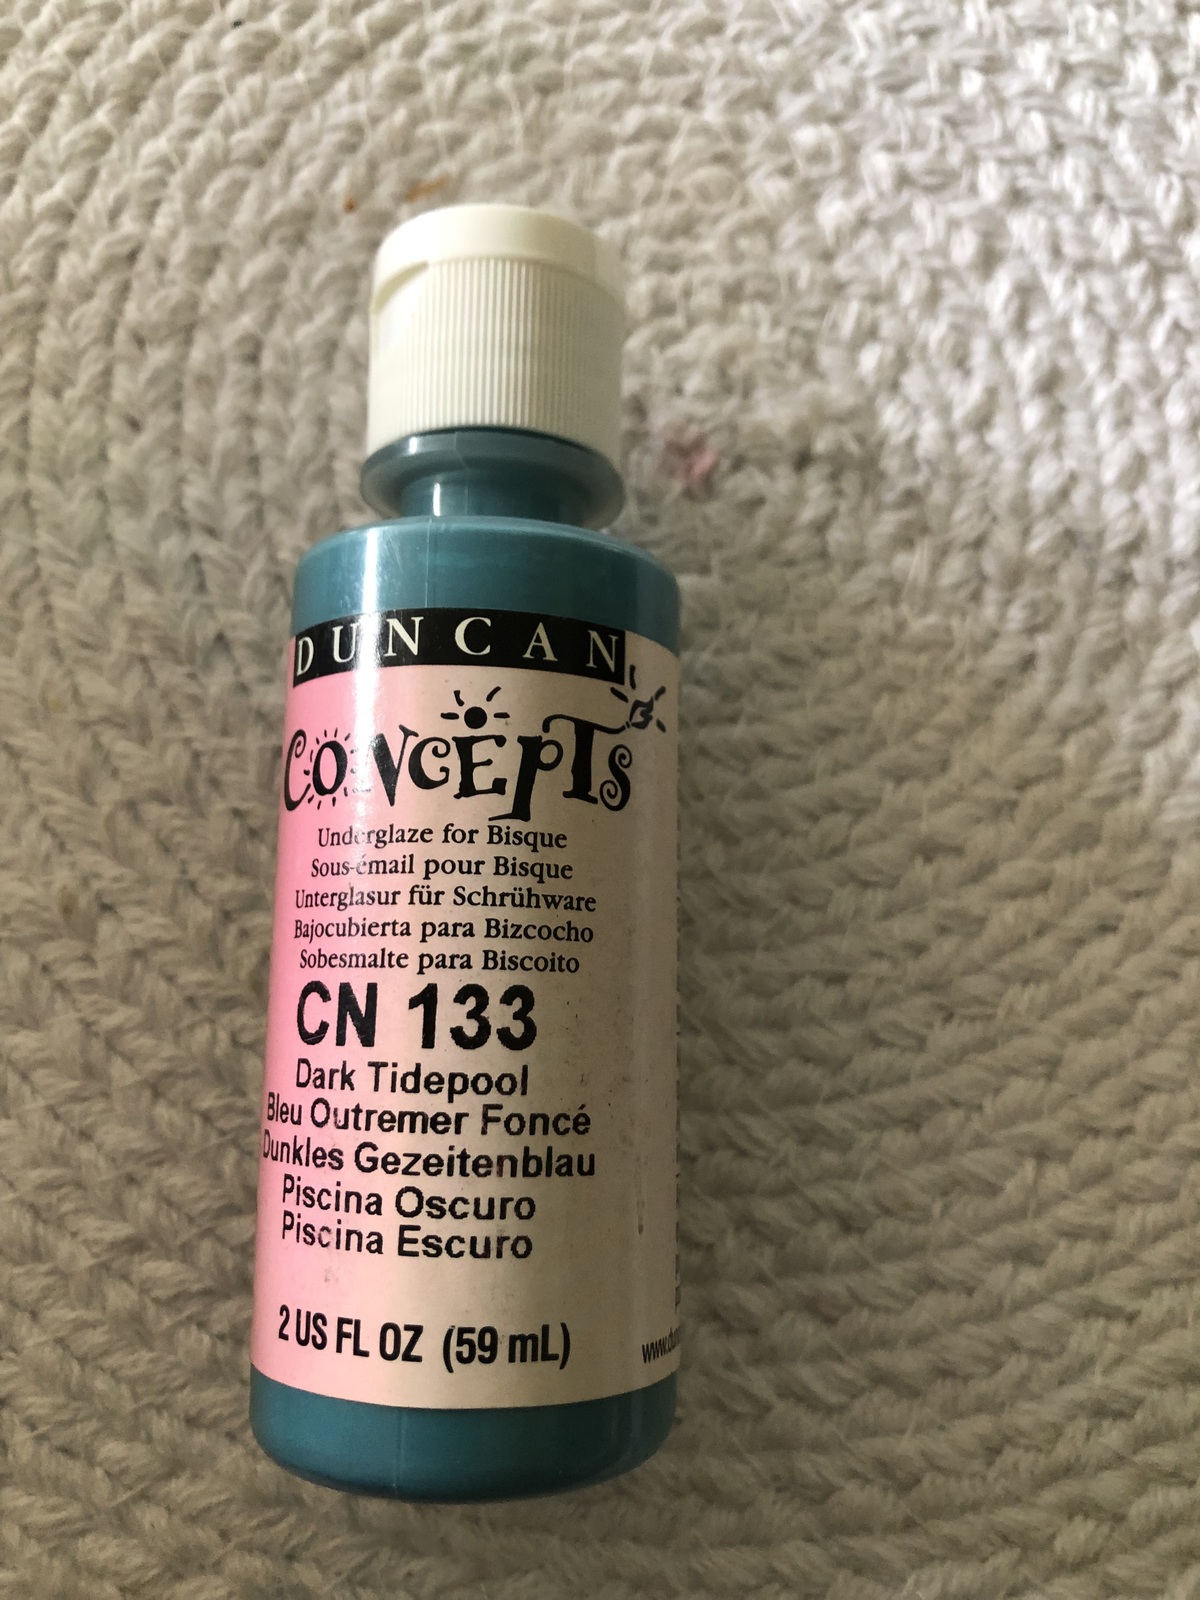 DUNCAN
CONCEPTS
Underglaze for Bisque
Sous-émail pour Bisque
Unterglasur für Schrühware
Bajocubierta para Bizcocho
Sobesmalte para Biscoito
CN 133
Dark Tidepool
Bleu Outremer Foncé
Dunkles Gezeitenblau
Piscina Oscuro
Piscina Escuro
2 US FL OZ (59 mL)